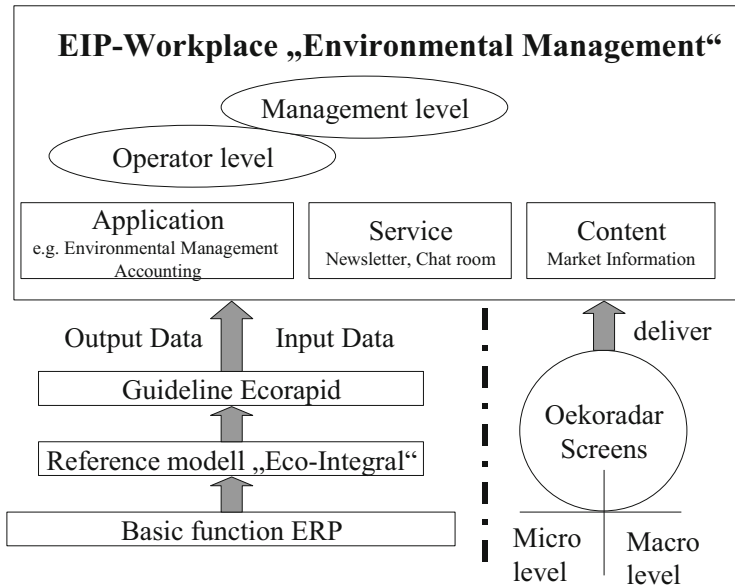 EIP-Workplace „Environmental Management“
Management level
Operator level
Application
e.g. Environmental Management
Accounting
Service
Newsletter, Chat room
Content
Market Information
Output Data
Input Data
deliver
Guideline Ecorapid
Reference modell „Eco-Integral“
Basic function ERP
Oekoradar
Screens
Micro
level
Macro
level